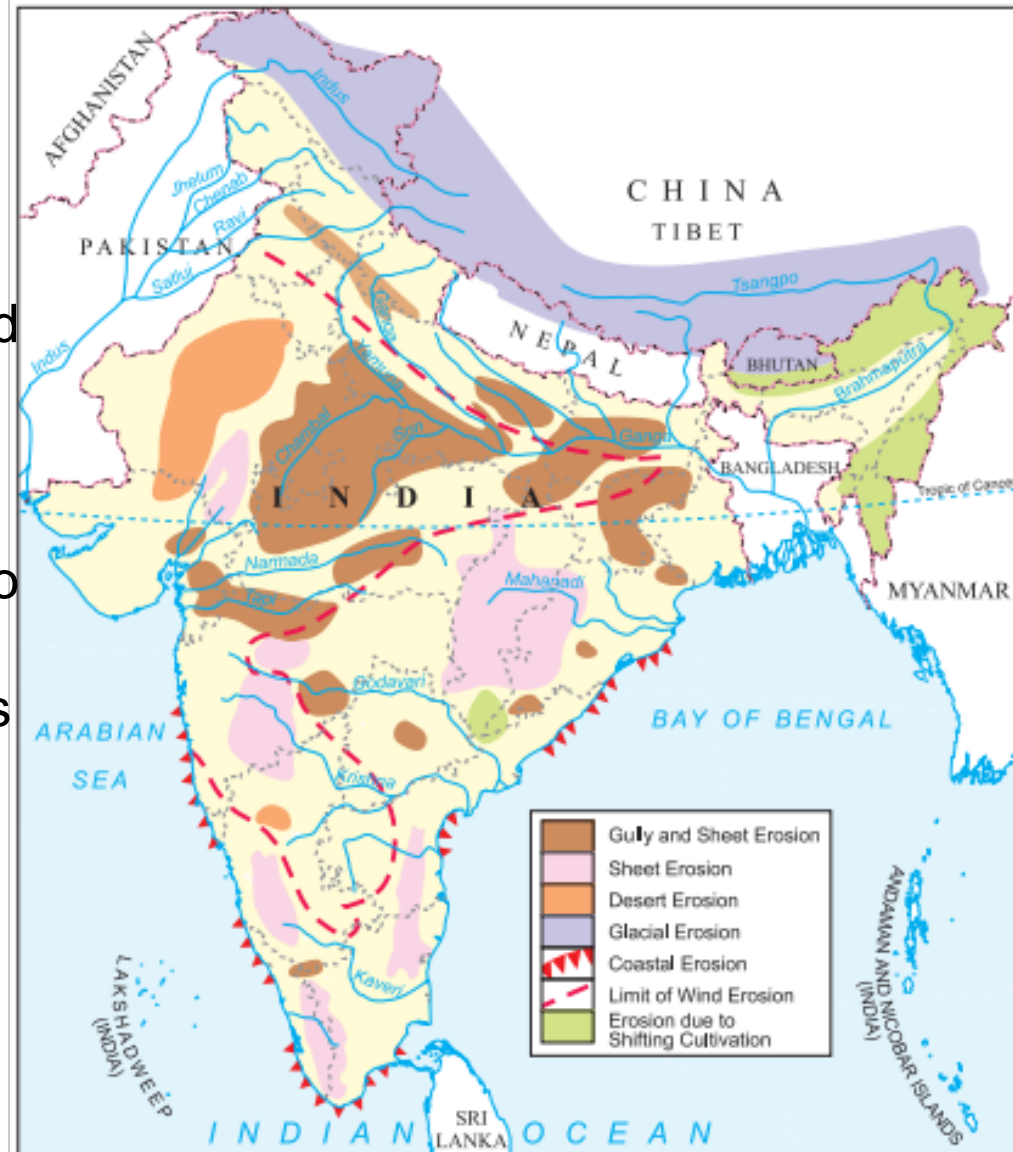 AFGHANISTAN
Indus
CHINA
TIBET
Jhelum
Chenab
Ravi
PAKISTAN
Satluj
d
Indus
Ganga
Yamuna
NEPAL
Tsangpo
BHUTAN
Brahmaputra
Chambal
Son
Ganga
BANGLADESH
INDIA
Tropic of Cance
Narmada
o
Tapi
Mahanadi
MYANMAR
s
Godavari
ARABIAN
SEA
BAY OF BENGAL
Krishna
Gully and Sheet Erosion
Sheet Erosion
Desert Erosion
Glacial Erosion
Coastal Erosion
Limit of Wind Erosion
Erosion due to
Shifting Cultivation
Kaveri
LAKSHADWEEP
(INDIA)
ANDAMAN AND NICOBAR ISLANDS
(INDIA)
SRI
LANKA
INDIAN OCEAN